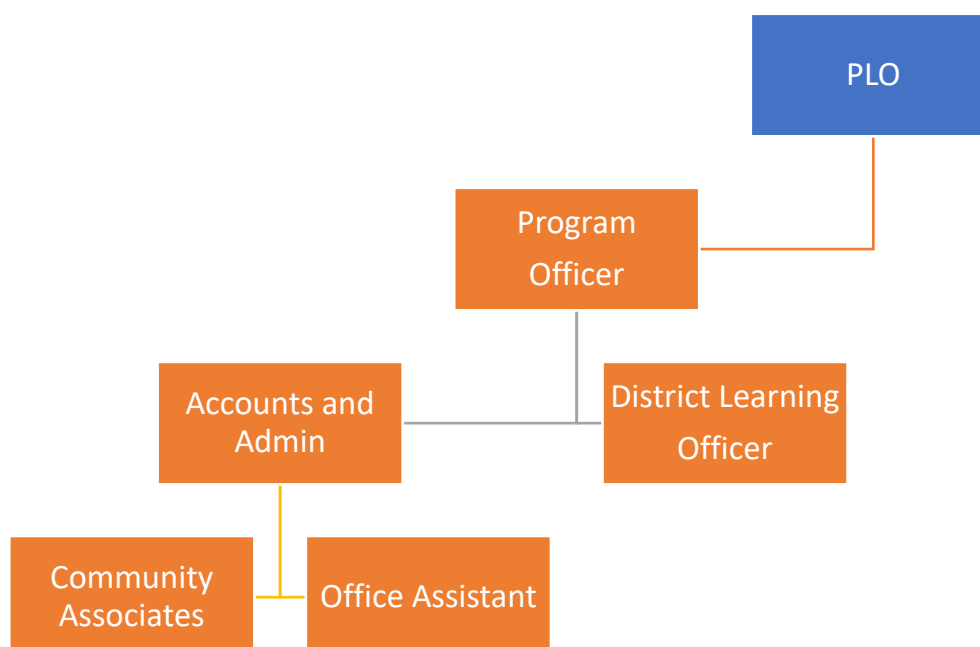 PLO
Program
Officer
Accounts and
Admin
District Learning
Officer
Community
Associates
Office Assistant